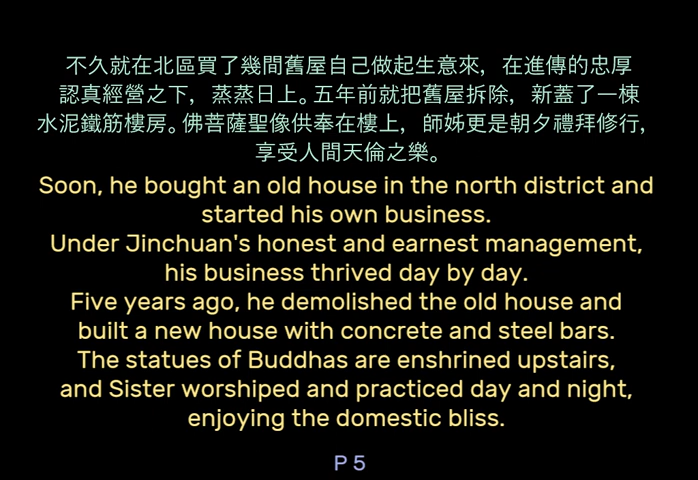 不久就在北區買了幾間舊屋自己做起生意來，在進傳的忠厚
認真經營之下，蒸蒸日上。五年前就把舊屋拆除，新蓋了一棟
水泥鐵筋樓房。佛菩薩聖像供奉在樓上，師姊更是朝夕禮拜修行，
享受人間天倫之樂。
Soon, he bought an old house in the north district and
started his own business.
Under Jinchuan's honest and earnest management,
his business thrived day by day.
Five years ago, he demolished the old house and
built a new house with concrete and steel bars.
The statues of Buddhas are enshrined upstairs,
and Sister worshiped and practiced day and night,
enjoying the domestic bliss.
P 5